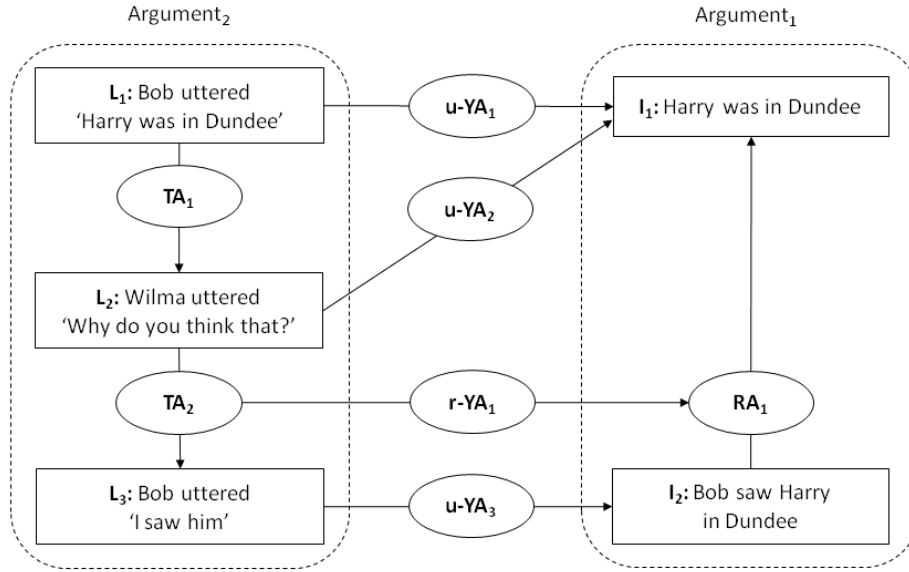 Argument₂
Argument₁
L₁: Bob uttered
‘Harry was in Dundee’
u-YA₁
I₁: Harry was in Dundee
TA₁
u-YA₂
L₂: Wilma uttered
‘Why do you think that?’
TA₂
r-YA₁
RA₁
L₃: Bob uttered
‘I saw him’
u-YA₃
I₂: Bob saw Harry
in Dundee